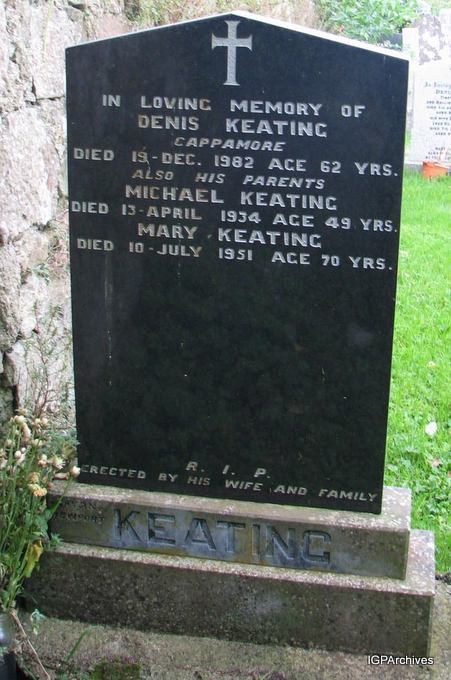 IN LOVING MEMORY OF
DENIS KEATING
CAPPAMORE
DIED 19-DEC. 1982 AGE 62 YRS.
ALSO HIS PARENTS
MICHAEL KEATING
DIED 13-APRIL 1934 AGE 49 YRS.
MARY KEATING
DIED 10-JULY 1951 AGE 70 YRS.
R. I. P.
ERECTED BY HIS WIFE AND FAMILY
NEWPORT
KEATING
IGPArchives